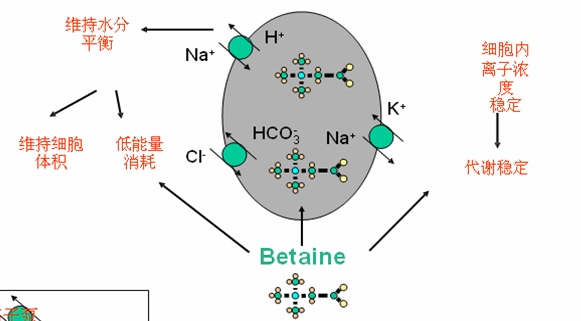 维持水分
平衡
H⁺
Na⁺
细胞内
离子浓
度
稳定
K⁺
维持细胞
体积
低能量
消耗
HCO₃⁻
Na⁺
Cl⁻
代谢稳定
Betaine